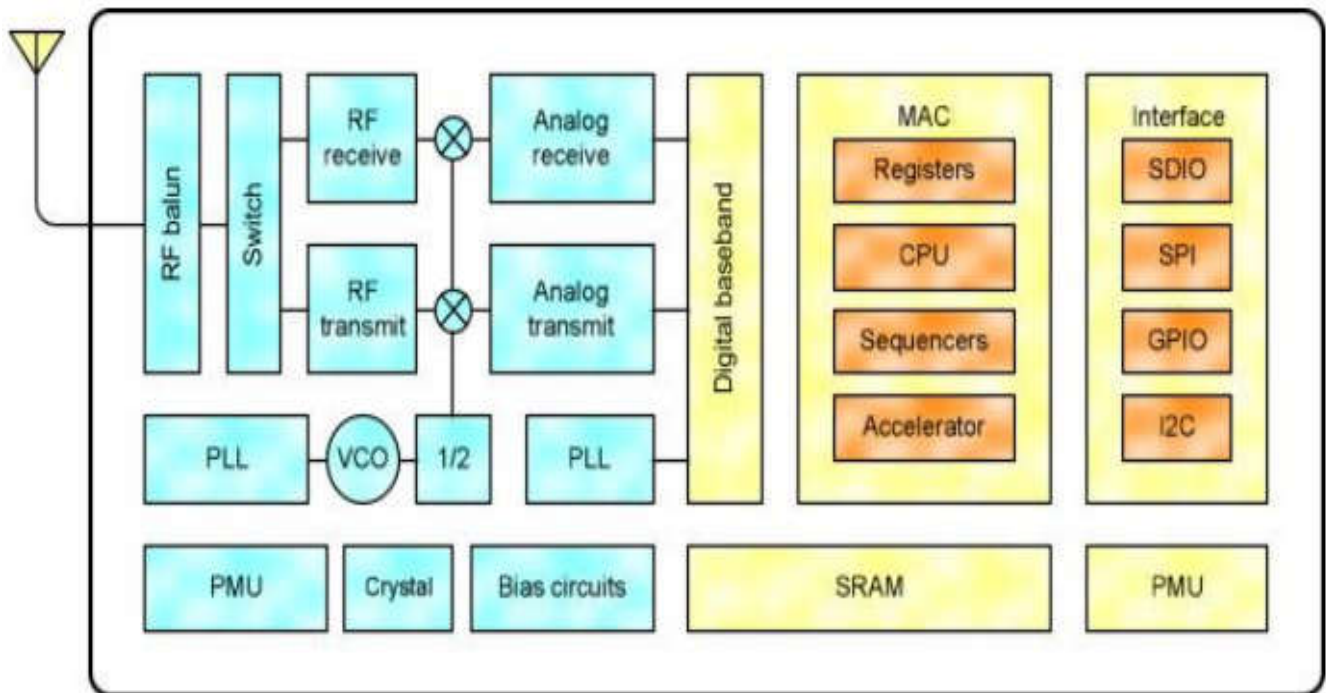 RF balun
Switch
RF
receive
Analog
receive
RF
transmit
Analog
transmit
PLL
VCO
1/2
PLL
Digital baseband
MAC
Registers
CPU
Sequencers
Accelerator
Interface
SDIO
SPI
GPIO
I2C
PMU
Crystal
Bias circuits
SRAM
PMU